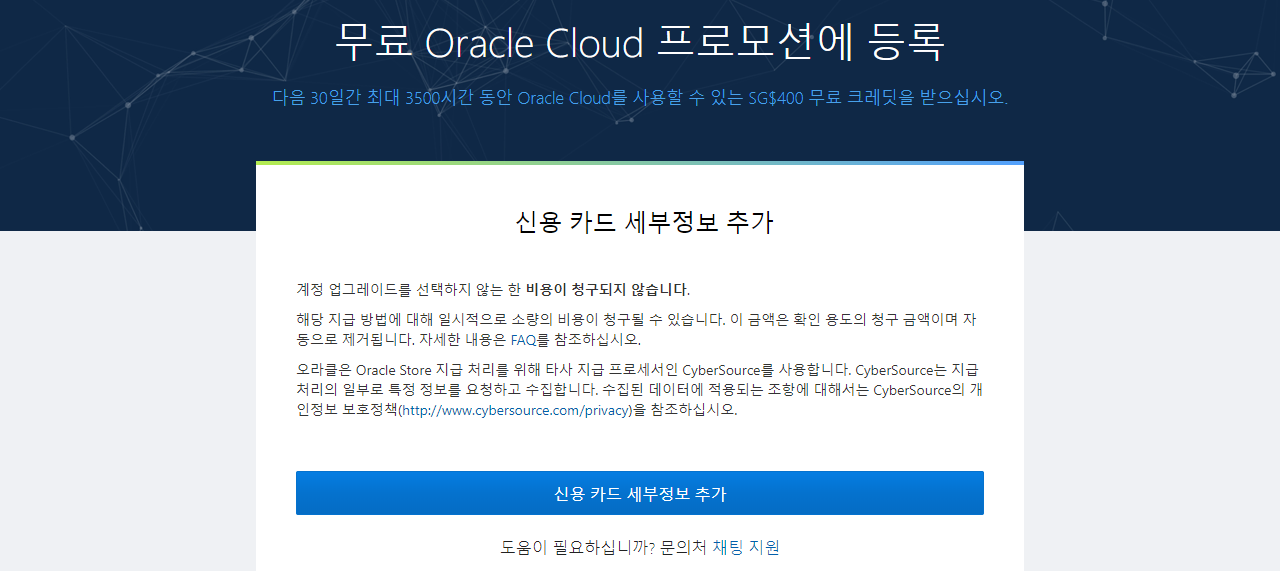 무료 Oracle Cloud 프로모션에 등록
다음 30일간 최대 3500시간 동안 Oracle Cloud를 사용할 수 있는 SG$400 무료 크레딧을 받으십시오.
신용 카드 세부정보 추가
계정 업그레이드를 선택하지 않는 한 비용이 청구되지 않습니다.
해당 지급 방법에 대해 일시적으로 소량의 비용이 청구될 수 있습니다. 이 금액은 확인 용도의 청구 금액이며 자
동으로 제거됩니다. 자세한 내용은 FAQ를 참조하십시오.
오라클은 Oracle Store 지급 처리를 위해 타사 지급 프로세서인 CyberSource를 사용합니다. CyberSource는 지급
처리의 일부로 특정 정보를 요청하고 수집합니다. 수집된 데이터에 적용되는 조항에 대해서는 CyberSource의 개
인정보 보호정책(http://www.cybersource.com/privacy)을 참조하십시오.
신용 카드 세부정보 추가
도움이 필요하십니까? 문의처 채팅 지원